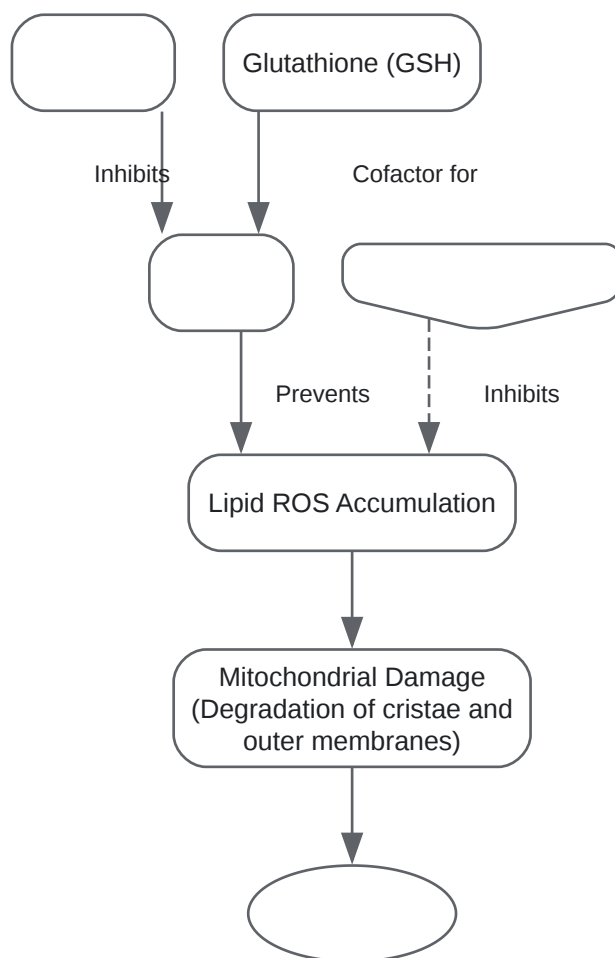 Glutathione (GSH)
Inhibits
Cofactor for
Prevents
Inhibits
Lipid ROS Accumulation
Mitochondrial Damage
(Degradation of cristae and
outer membranes)